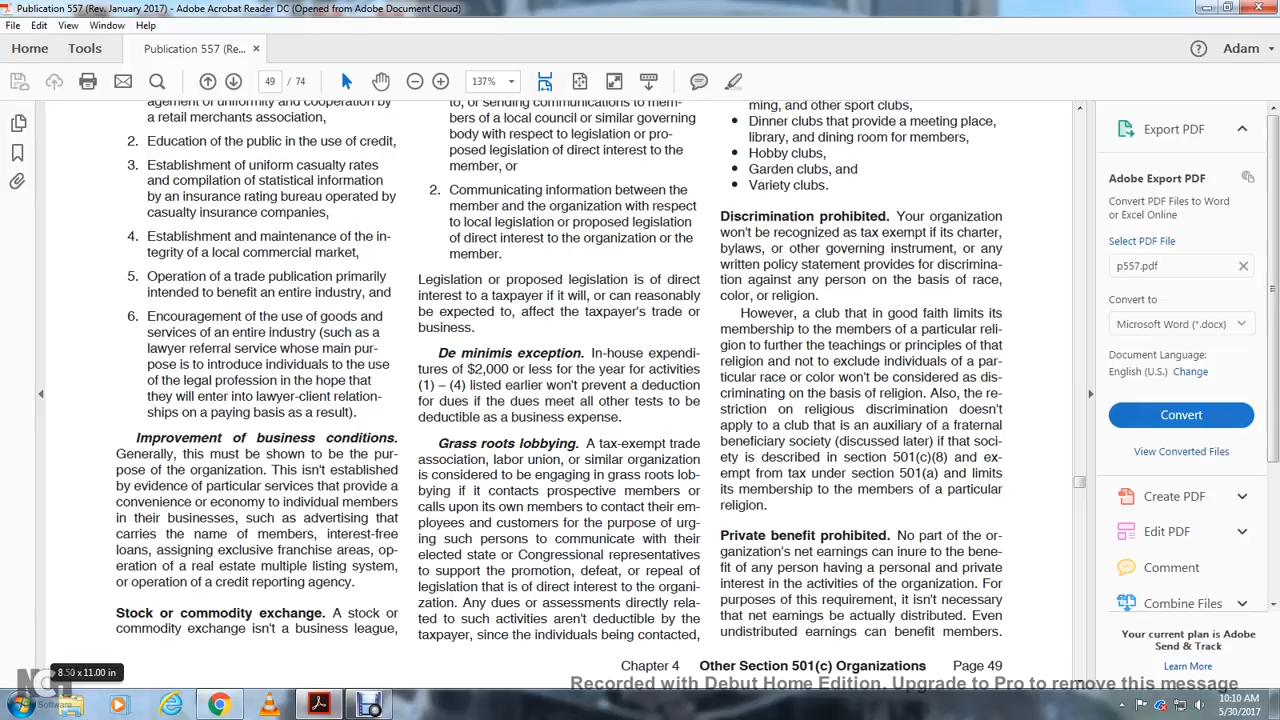 Publication 557 (Rev. January 2017) - Adobe Acrobat Reader DC (Opened from Adobe Document Cloud)
File Edit View Window Help
Home Tools Publication 557 (Re... × Adam
49 / 74 137%
agement of uniformity and cooperation by
a retail merchants association,
2. Education of the public in the use of credit,
3. Establishment of uniform casualty rates
and compilation of statistical information
by an insurance rating bureau operated by
casualty insurance companies,
4. Establishment and maintenance of the in-
tegrity of a local commercial market,
5. Operation of a trade publication primarily
intended to benefit an entire industry, and
6. Encouragement of the use of goods and
services of an entire industry (such as a
lawyer referral service whose main pur-
pose is to introduce individuals to the use
of the legal profession in the hope that
they will enter into lawyer-client relation-
ships on a paying basis as a result).
Improvement of business conditions.
Generally, this must be shown to be the pur-
pose of the organization. This isn't established
by evidence of particular services that provide a
convenience or economy to individual members
in their businesses, such as advertising that
carries the name of members, interest-free
loans, assigning exclusive franchise areas, op-
eration of a real estate multiple listing system,
or operation of a credit reporting agency.
Stock or commodity exchange. A stock or
commodity exchange isn't a business league,
to, or sending communications to mem-
bers of a local council or similar governing
body with respect to legislation or pro-
posed legislation of direct interest to the
member, or
2. Communicating information between the
member and the organization with respect
to local legislation or proposed legislation
of direct interest to the organization or the
member.
Legislation or proposed legislation is of direct
interest to a taxpayer if it will, or can reasonably
be expected to, affect the taxpayer's trade or
business.
De minimis exception. In-house expendi-
tures of $2,000 or less for the year for activities
(1) – (4) listed earlier won't prevent a deduction
for dues if the dues meet all other tests to be
deductible as a business expense.
Grass roots lobbying. A tax-exempt trade
association, labor union, or similar organization
is considered to be engaging in grass roots lob-
bying if it contacts prospective members or
calls upon its own members to contact their em-
ployees and customers for the purpose of urg-
ing such persons to communicate with their
elected state or Congressional representatives
to support the promotion, defeat, or repeal of
legislation that is of direct interest to the organi-
zation. Any dues or assessments directly rela-
ted to such activities aren't deductible by the
taxpayer, since the individuals being contacted,
ming, and other sport clubs,
• Dinner clubs that provide a meeting place,
library, and dining room for members,
• Hobby clubs,
• Garden clubs, and
• Variety clubs.
Discrimination prohibited. Your organization
won't be recognized as tax exempt if its charter,
bylaws, or other governing instrument, or any
written policy statement provides for discrimina-
tion against any person on the basis of race,
color, or religion.
However, a club that in good faith limits its
membership to the members of a particular reli-
gion to further the teachings or principles of that
religion and not to exclude individuals of a par-
ticular race or color won't be considered as dis-
criminating on the basis of religion. Also, the re-
striction on religious discrimination doesn't
apply to a club that is an auxiliary of a fraternal
beneficiary society (discussed later) if that soci-
ety is described in section 501(c)(8) and ex-
empt from tax under section 501(a) and limits
its membership to the members of a particular
religion.
Private benefit prohibited. No part of the or-
ganization's net earnings can inure to the bene-
fit of any person having a personal and private
interest in the activities of the organization. For
purposes of this requirement, it isn't necessary
that net earnings be actually distributed. Even
undistributed earnings can benefit members.
Chapter 4 Other Section 501(c) Organizations Page 49
Export PDF
Adobe Export PDF
Convert PDF Files to Word
or Excel Online
Select PDF File
p557.pdf ×
Convert to
Microsoft Word (*.docx)
Document Language:
English (U.S.) Change
Convert
View Converted Files
Create PDF
Edit PDF
Comment
Combine Files
Your current plan is Adobe
Send & Track
Learn More
8.50 x 11.00 in
NCH Software
Recorded with Debut Home Edition. Upgrade to Pro to remove this message
10:10 AM
5/30/2017